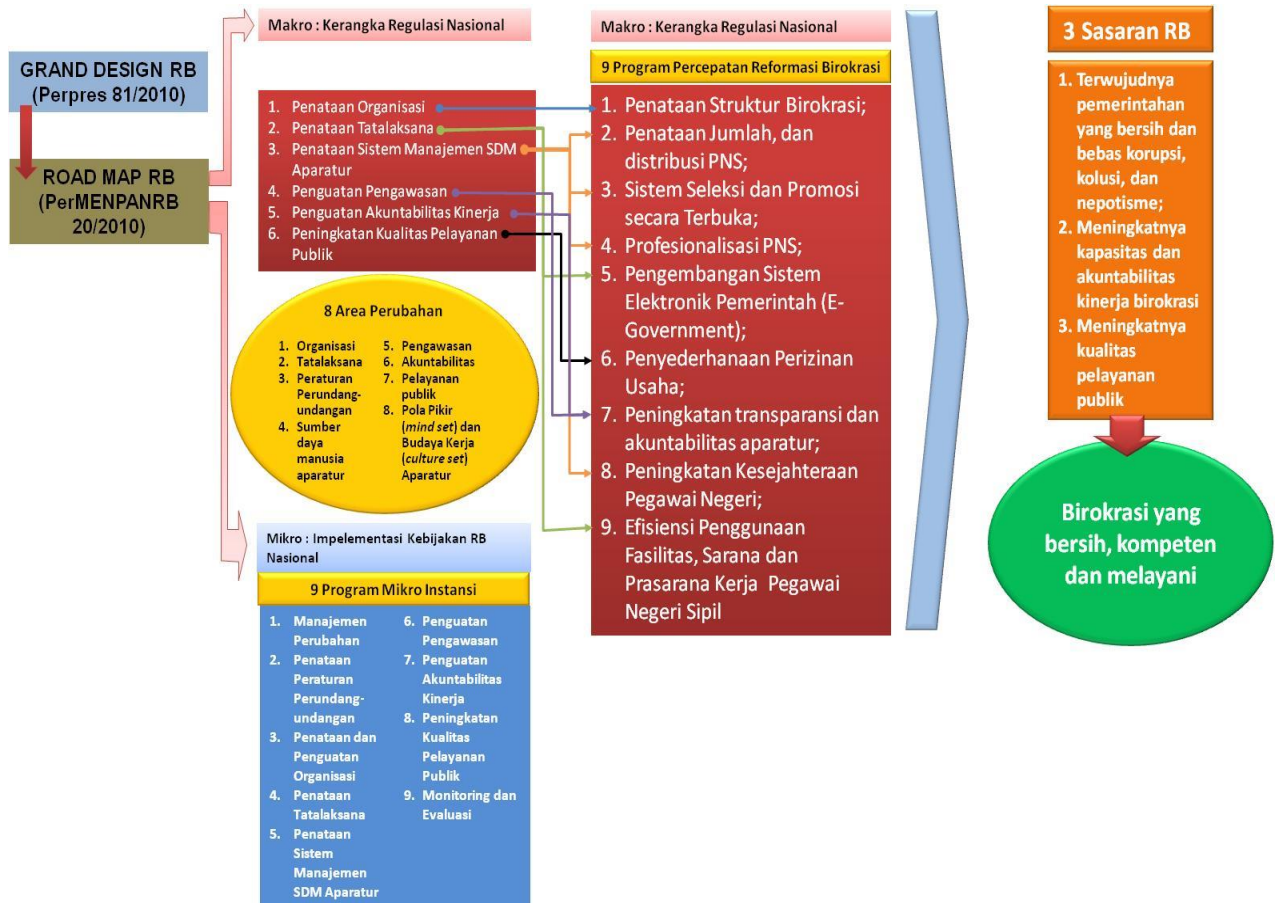 GRAND DESIGN RB
(Perpres 81/2010)
ROAD MAP RB
(PerMENPANRB
20/2010)
Makro : Kerangka Regulasi Nasional
1. Penataan Organisasi
2. Penataan Tatalaksana
3. Penataan Sistem Manajemen SDM
Aparatur
4. Penguatan Pengawasan
5. Penguatan Akuntabilitas Kinerja
6. Peningkatan Kualitas Pelayanan
Publik
8 Area Perubahan
1. Organisasi
2. Tatalaksana
3. Peraturan
Perundang-
undangan
4. Sumber
daya
manusia
aparatur
5. Pengawasan
6. Akuntabilitas
7. Pelayanan
publik
8. Pola Pikir
(mind set) dan
Budaya Kerja
(culture set)
Aparatur
Mikro : Impelementasi Kebijakan RB
Nasional
9 Program Mikro Instansi
1. Manajemen
Perubahan
2. Penataan
Peraturan
Perundang-
undangan
3. Penataan dan
Penguatan
Organisasi
4. Penataan
Tatalaksana
5. Penataan
Sistem
Manajemen
SDM Aparatur
6. Penguatan
Pengawasan
7. Penguatan
Akuntabilitas
Kinerja
8. Peningkatan
Kualitas
Pelayanan
Publik
9. Monitoring dan
Evaluasi
Makro : Kerangka Regulasi Nasional
9 Program Percepatan Reformasi Birokrasi
1. Penataan Struktur Birokrasi;
2. Penataan Jumlah, dan
distribusi PNS;
3. Sistem Seleksi dan Promosi
secara Terbuka;
4. Profesionalisasi PNS;
5. Pengembangan Sistem
Elektronik Pemerintah (E-
Government);
6. Penyederhanaan Perizinan
Usaha;
7. Peningkatan transparansi dan
akuntabilitas aparatur;
8. Peningkatan Kesejahteraan
Pegawai Negeri;
9. Efisiensi Penggunaan
Fasilitas, Sarana dan
Prasarana Kerja Pegawai
Negeri Sipil
3 Sasaran RB
1. Terwujudnya
pemerintahan
yang bersih dan
bebas korupsi,
kolusi, dan
nepotisme;
2. Meningkatnya
kapasitas dan
akuntabilitas
kinerja birokrasi
3. Meningkatnya
kualitas
pelayanan
publik
Birokrasi yang
bersih, kompeten
dan melayani